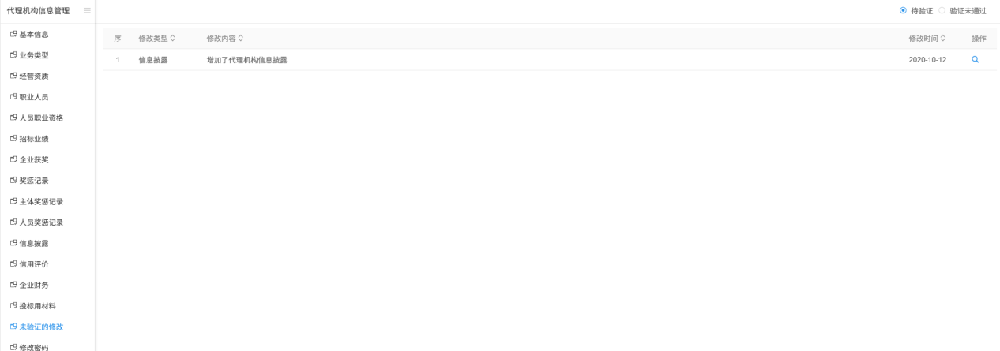 代理机构信息管理
待验证 验证未通过
基本信息
业务类型
经营资质
职业人员
人员职业资格
招标业绩
企业获奖
奖惩记录
主体奖惩记录
人员奖惩记录
信息披露
信用评价
企业财务
投标用材料
未验证的修改
修改密码
序 修改类型 修改内容 修改时间 操作
1 信息披露 增加了代理机构信息披露 2020-10-12